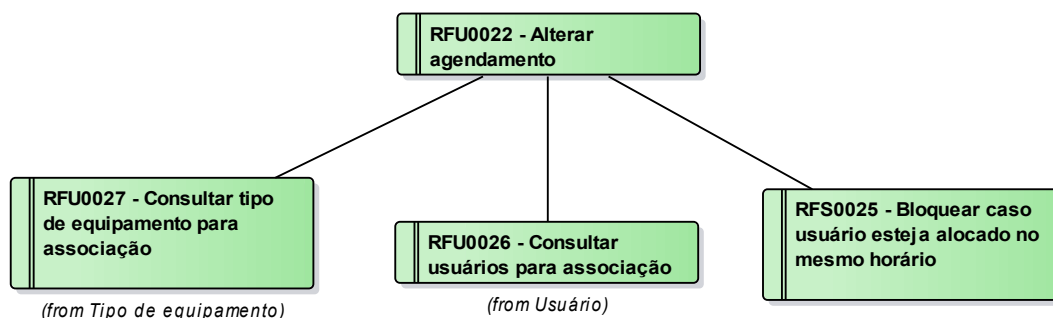 RFU0022 - Alterar
agendamento
RFU0027 - Consultar tipo
de equipamento para
associação
(from Tipo de equipamento)
RFU0026 - Consultar
usuários para associação
(from Usuário)
RFS0025 - Bloquear caso
usuário esteja alocado no
mesmo horário